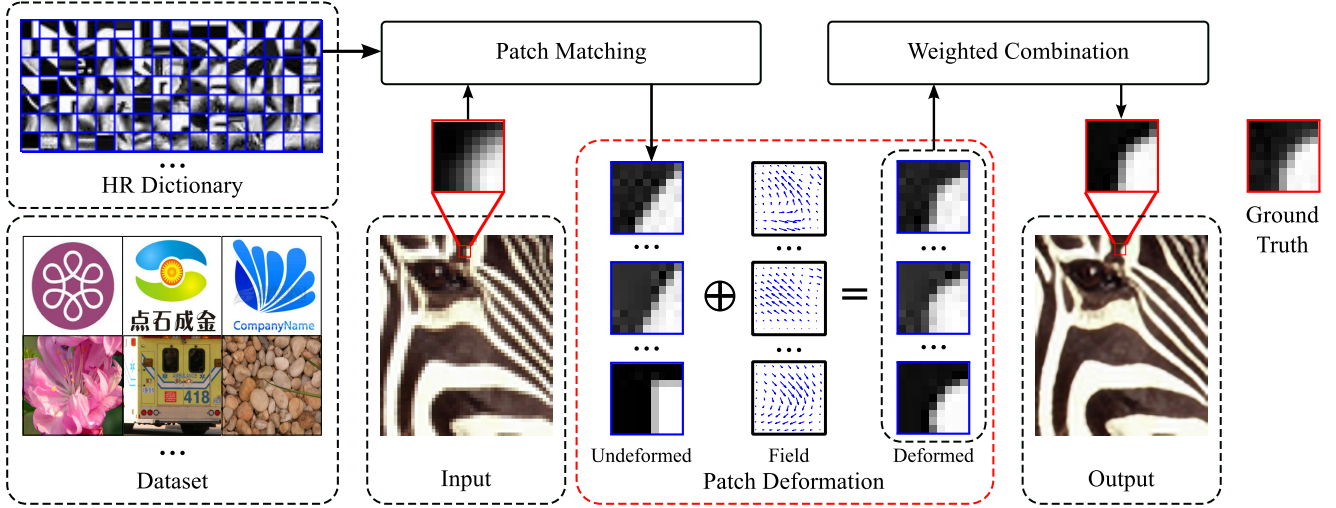 Patch Matching
Weighted Combination
...
HR Dictionary
Ground
Truth
点石成金
CompanyName
418
...
Dataset
Input
...
...
...
...
...
...
Undeformed
Field
Deformed
Patch Deformation
Output